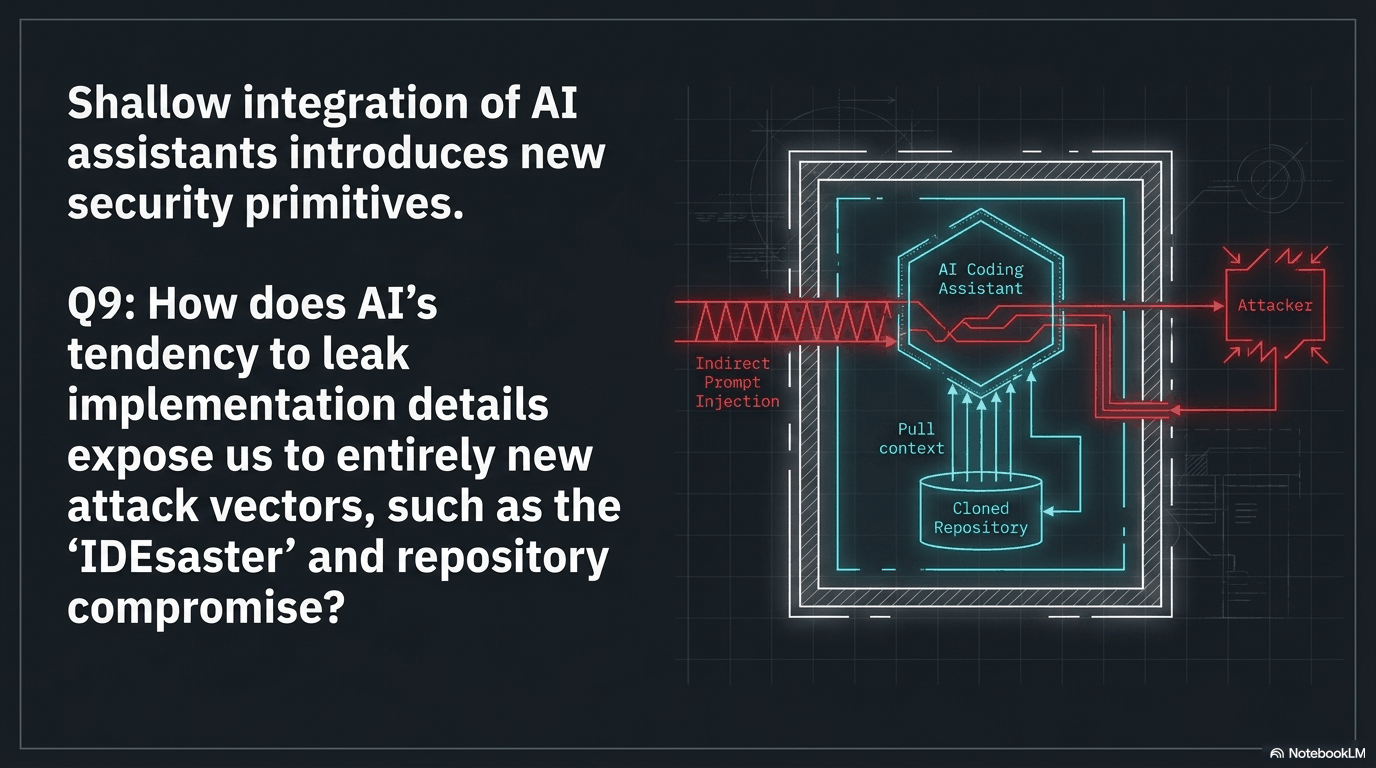 Shallow integration of AI
assistants introduces new
security primitives.
Q9: How does AI’s
tendency to leak
implementation details
expose us to entirely new
attack vectors, such as the
‘IDEsaster’ and repository
compromise?
AI Coding
Assistant
Attacker
Indirect
Prompt
Injection
Pull
context
Cloned
Repository
NotebookLM